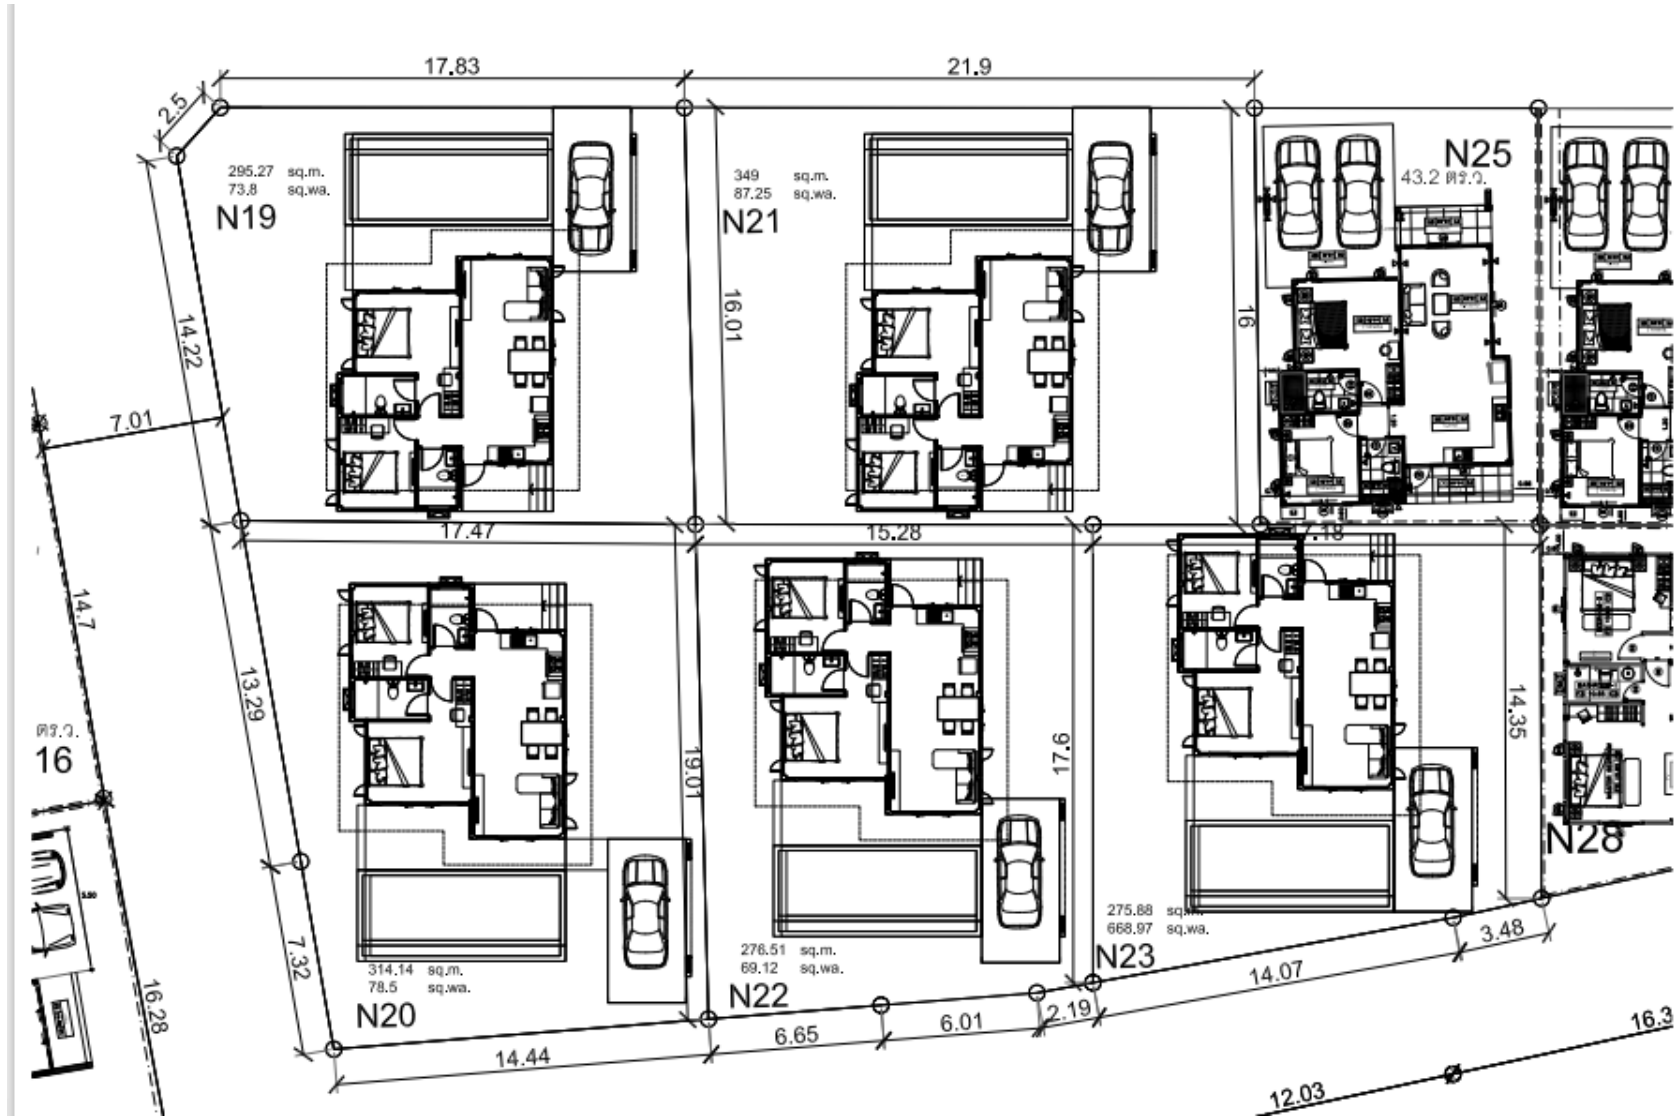 17.83
21.9
2.5
295.27 sq.m.
73.8 sq.wa.
N19
349 sq.m.
87.25 sq.wa.
N21
N25
43.2 ตร.ว.
14.22
16.01
16
7.01
17.47
15.28
7.18
14.7
13.29
19.01
17.6
14.35
ตร.ว.
16
N28
3.50
7.32
314.14 sq.m.
78.5 sq.wa.
N20
276.51 sq.m.
69.12 sq.wa.
N22
275.88 sq.m.
668.97 sq.wa.
N23
3.48
14.07
2.19
6.01
6.65
14.44
16.28
16.3
12.03